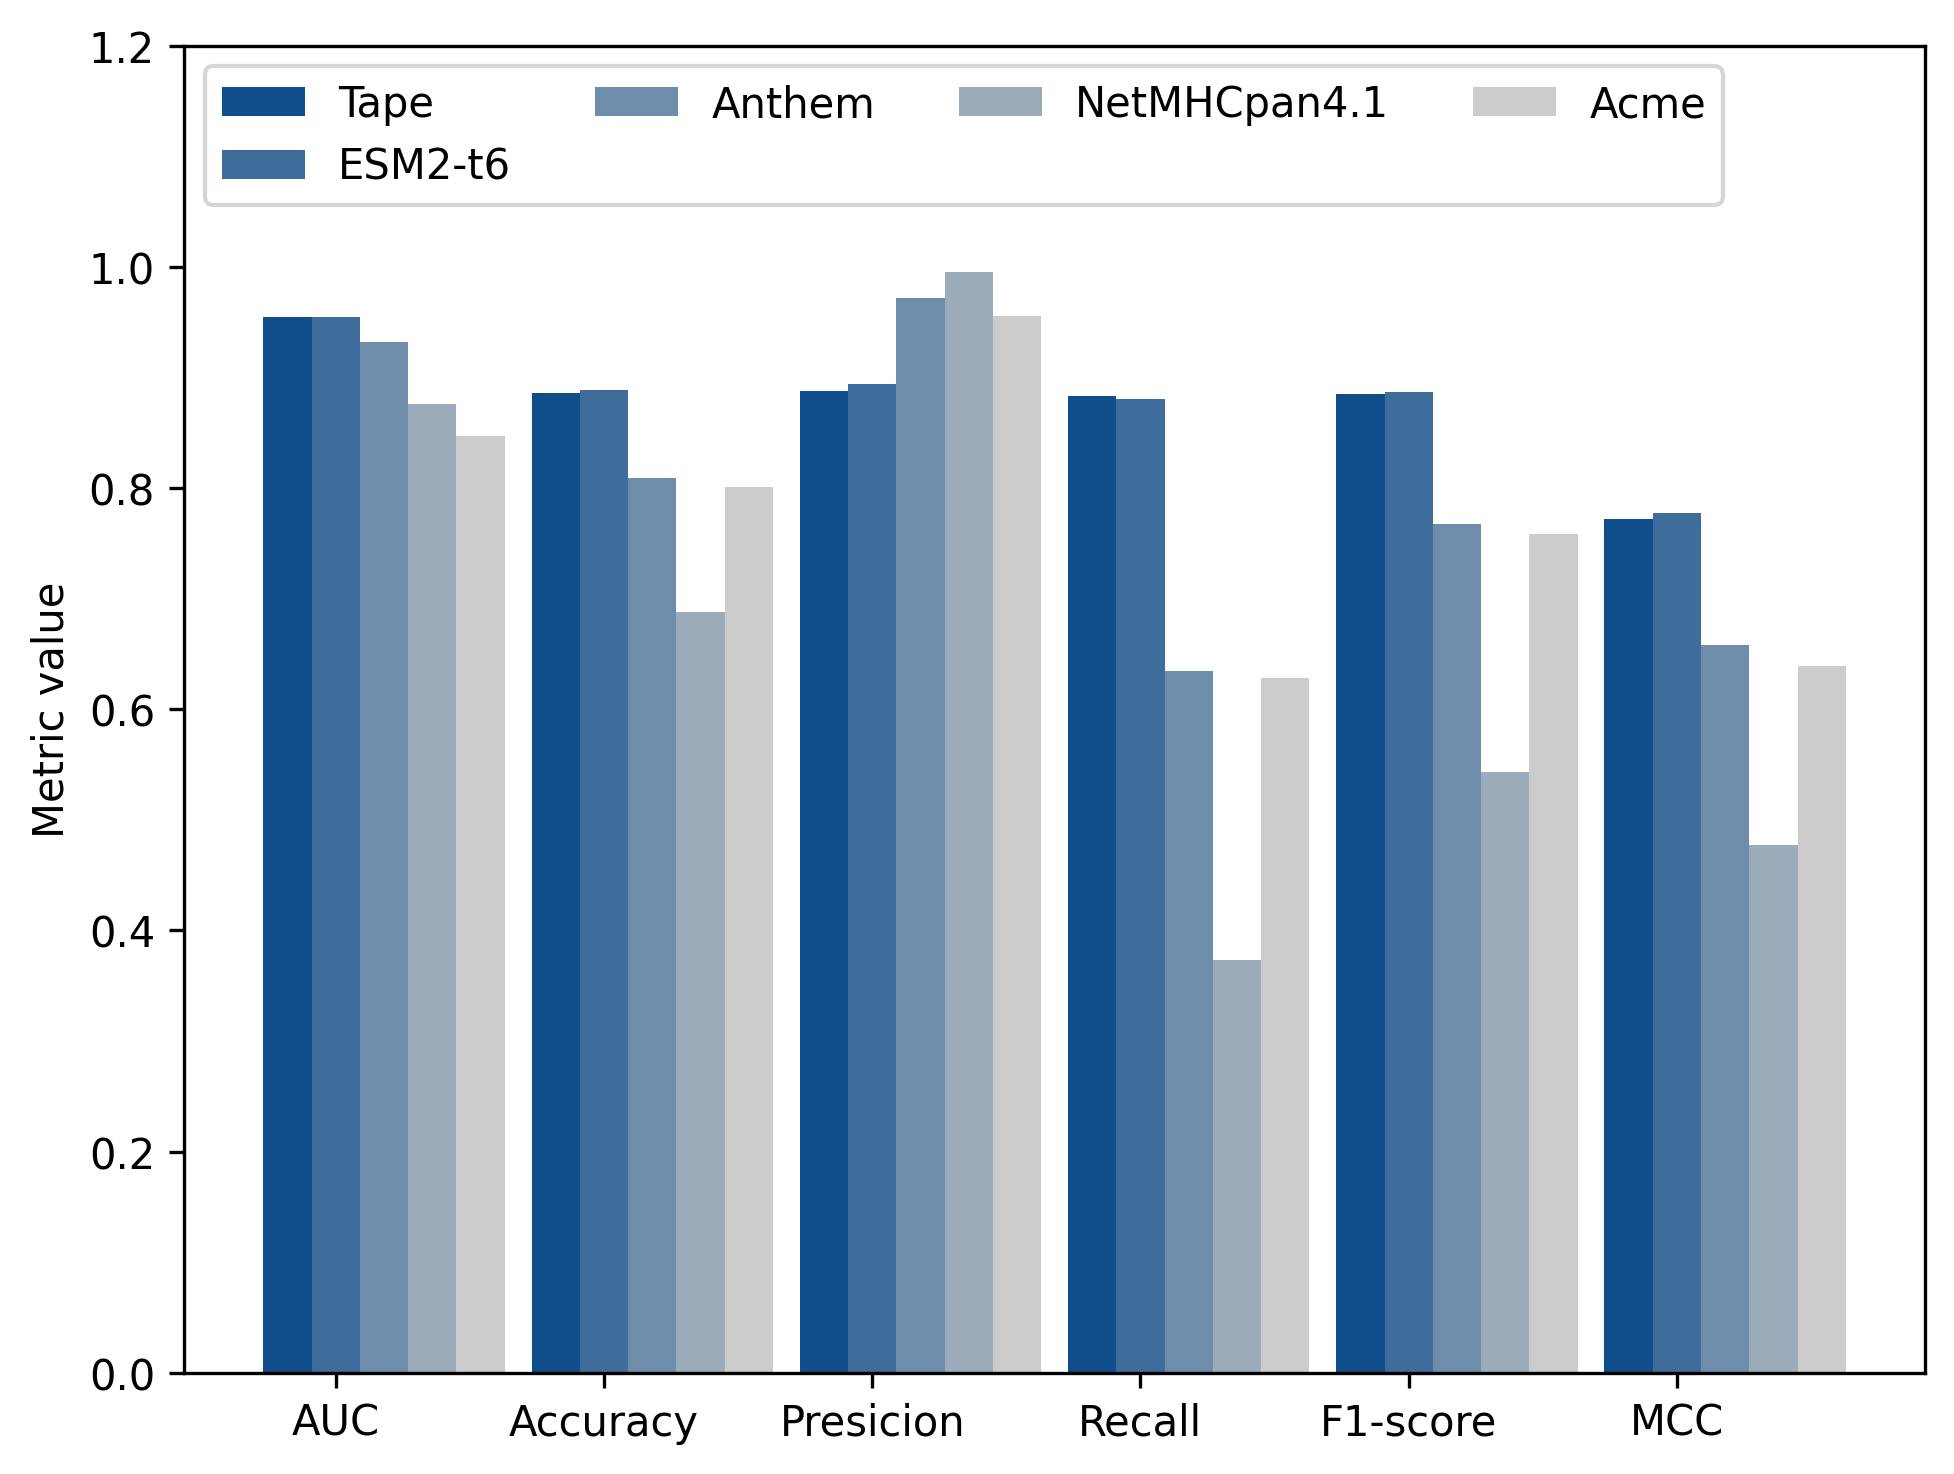 1.2
Tape Anthem NetMHCpan4.1 Acme
ESM2-t6
1.0
0.8
0.6
0.4
0.2
0.0
Metric value
AUC Accuracy Presicion Recall F1-score MCC